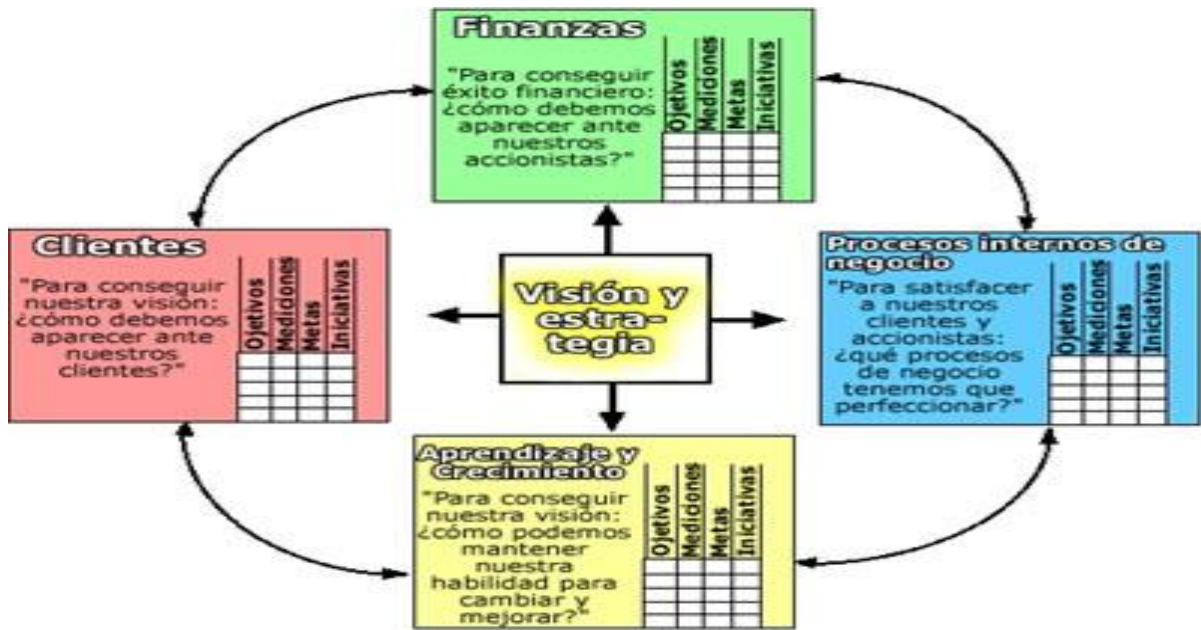 Finanzas
"Para conseguir
éxito financiero:
¿cómo debemos
aparecer ante
nuestros
accionistas?"
Ojetivos
Mediciones
Metas
Iniciativas
Clientes
"Para conseguir
nuestra visión:
¿cómo debemos
aparecer ante
nuestros
clientes?"
Ojetivos
Mediciones
Metas
Iniciativas
Visión y
estra-
tegia
Procesos internos de
negocio
"Para satisfacer
a nuestros
clientes y
accionistas:
¿qué procesos
de negocio
tenemos que
perfeccionar?"
Ojetivos
Mediciones
Metas
Iniciativas
Aprendizaje y
Crecimiento
"Para conseguir
nuestra visión:
¿cómo podemos
mantener
nuestra
habilidad para
cambiar y
mejorar?"
Ojetivos
Mediciones
Metas
Iniciativas